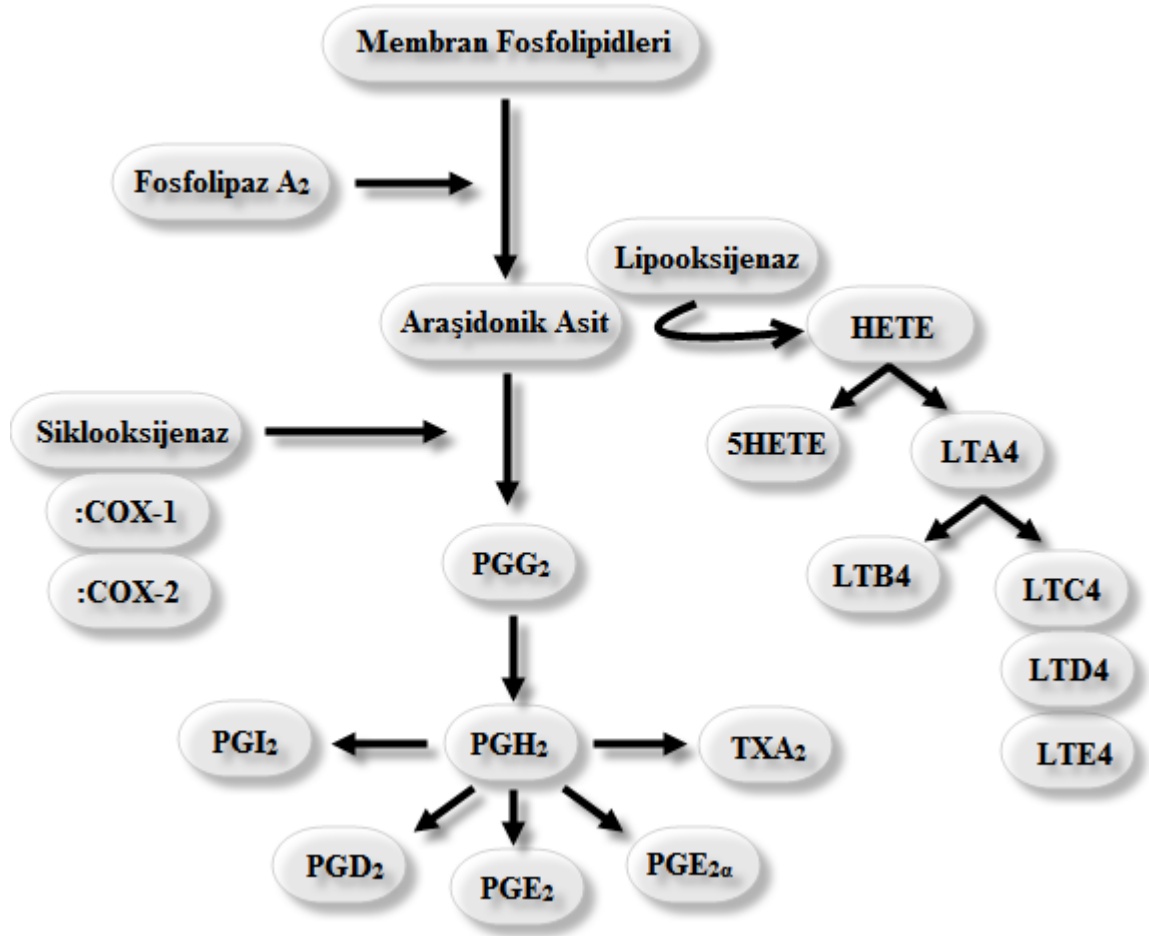 Membran Fosfolipidleri
Fosfolipaz A₂
Lipooksijenaz
Araşidonik Asit
HETE
Siklooksijenaz
5HETE
LTA4
:COX-1
:COX-2
PGG₂
LTB4
LTC4
LTD4
LTE4
PGI₂
PGH₂
TXA₂
PGD₂
PGE₂
PGE₂α